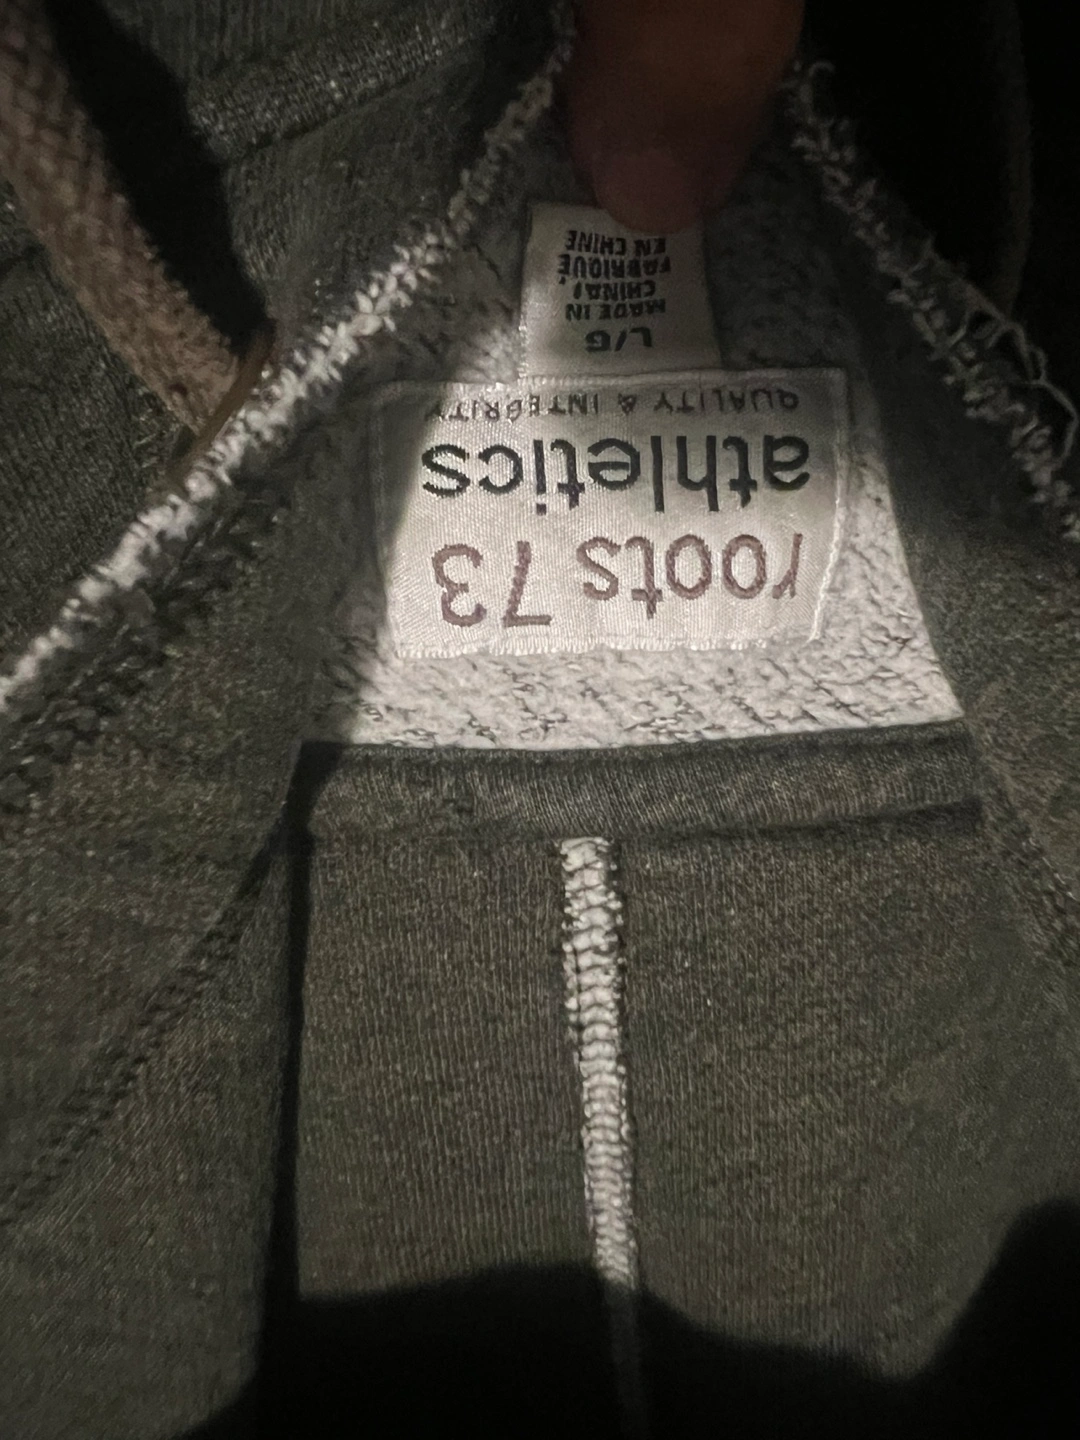 roots 73
athletics
QUALITY & INTEGRITY
L/G
MADE IN
CHINA/
FABRIQUÉ
EN CHINE